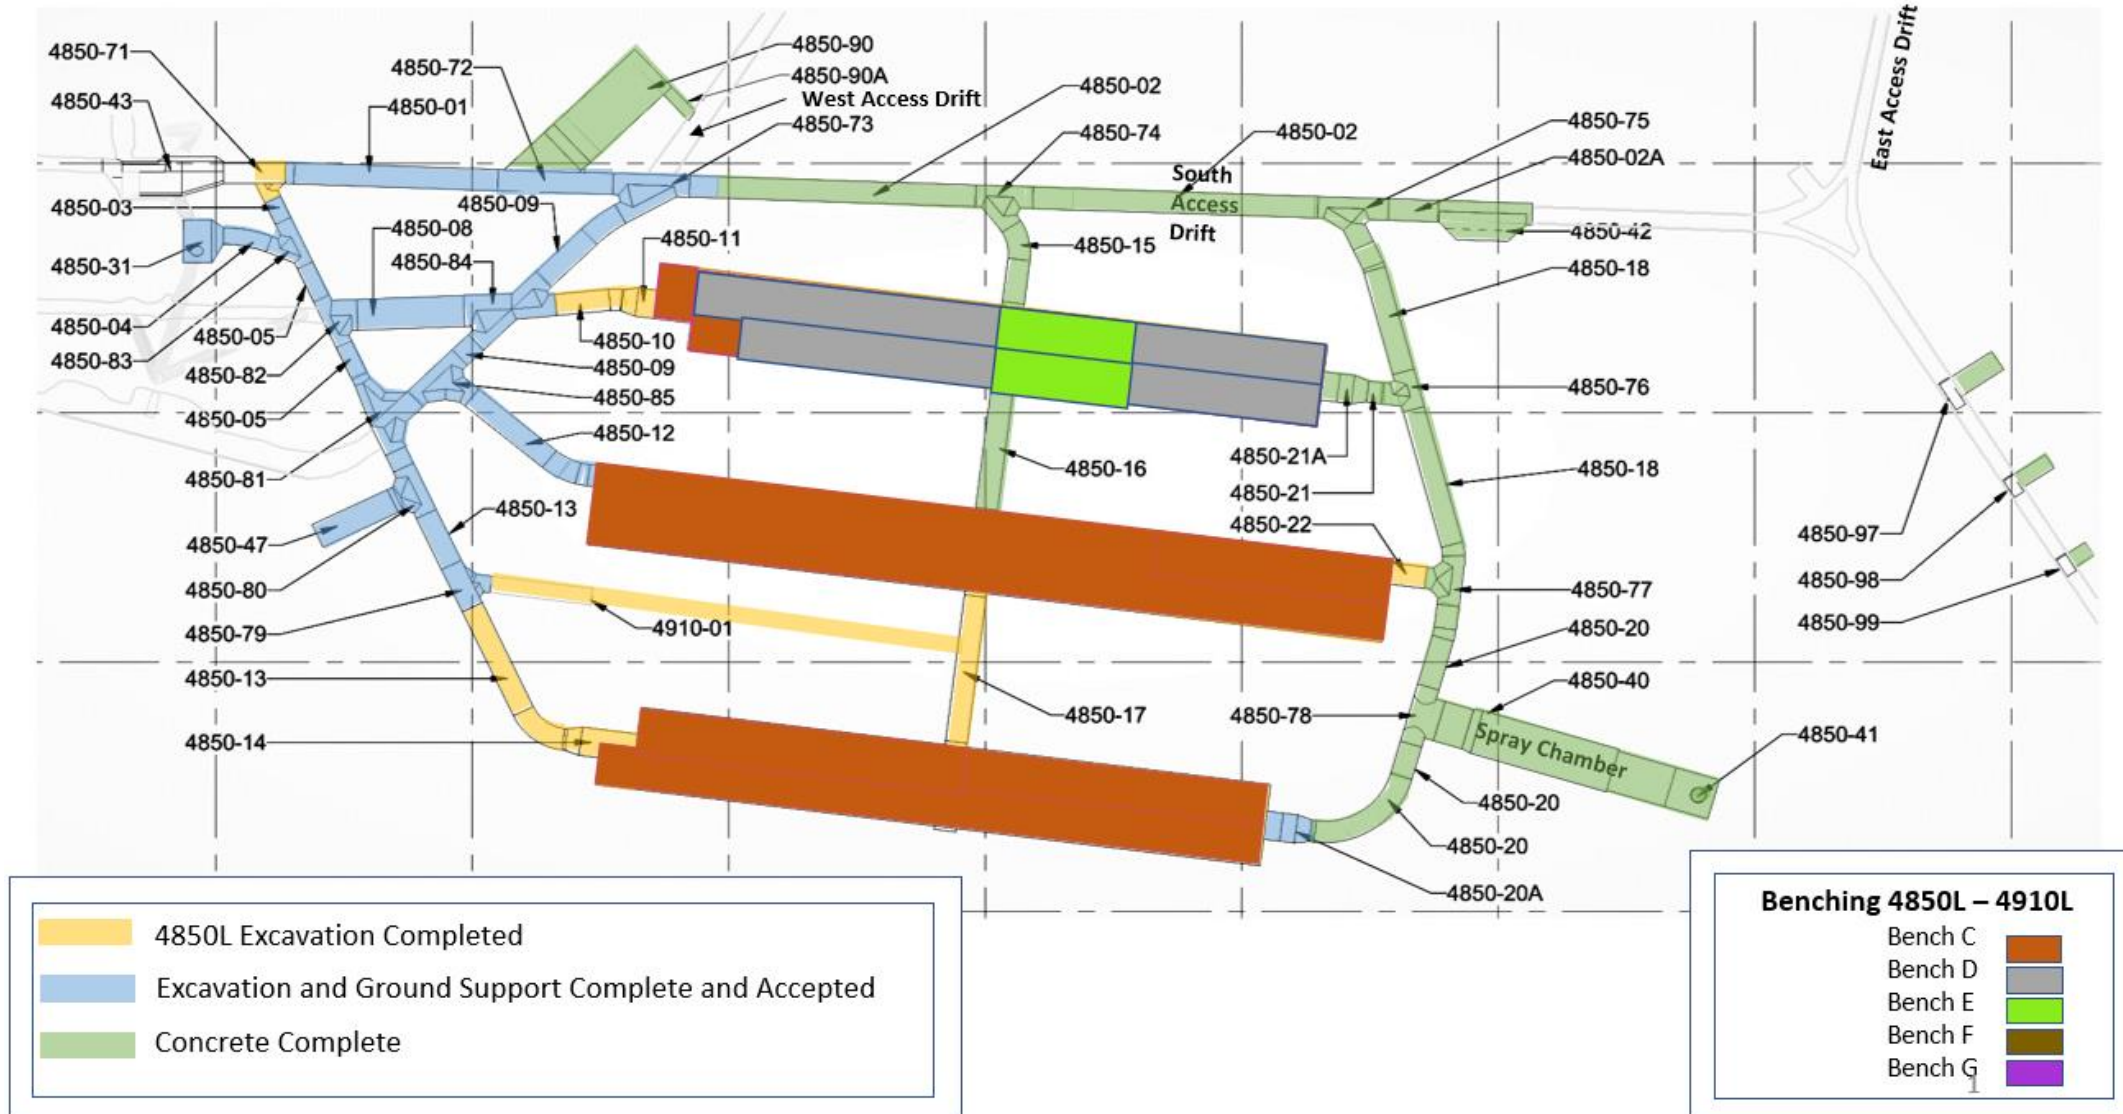 4850-71
4850-43
4850-72
4850-01
4850-90
4850-90A
West Access Drift
4850-73
4850-02
4850-74
4850-02
4850-75
4850-02A
East Access Drift
South
Access
Drift
4850-03
4850-09
4850-08
4850-84
4850-11
4850-15
4850-42
4850-31
4850-18
4850-04
4850-05
4850-83
4850-82
4850-10
4850-09
4850-85
4850-76
4850-05
4850-12
4850-21A
4850-16
4850-18
4850-81
4850-21
4850-13
4850-22
4850-97
4850-47
4850-98
4850-80
4850-77
4850-99
4850-79
4910-01
4850-20
4850-13
4850-40
4850-17
4850-78
4850-14
Spray Chamber
4850-41
4850-20
4850-20
4850-20A
4850L Excavation Completed
Excavation and Ground Support Complete and Accepted
Concrete Complete
Benching 4850L – 4910L
Bench C
Bench D
Bench E
Bench F
Bench G
1